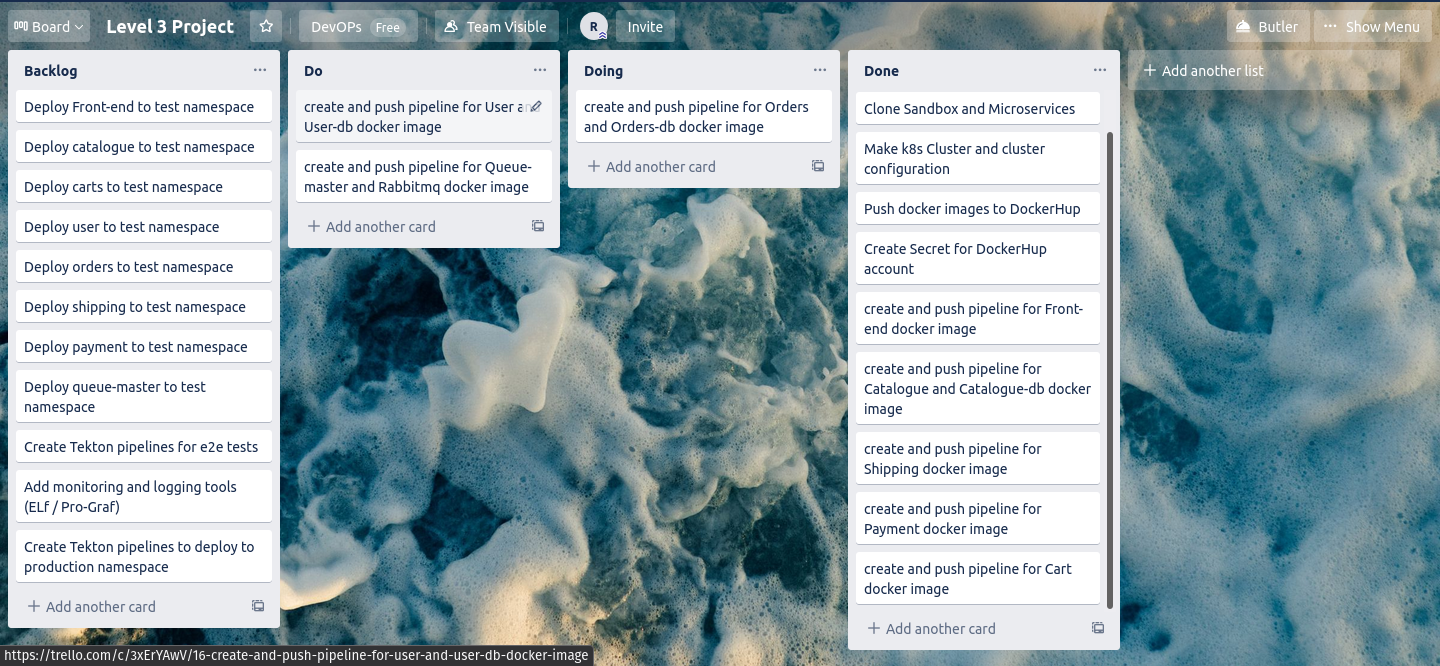 Board
Level 3 Project
DevOPs Free
Team Visible
R
Invite
Butler
Show Menu
Backlog
Deploy Front-end to test namespace
Deploy catalogue to test namespace
Deploy carts to test namespace
Deploy user to test namespace
Deploy orders to test namespace
Deploy shipping to test namespace
Deploy payment to test namespace
Deploy queue-master to test
namespace
Create Tekton pipelines for e2e tests
Add monitoring and logging tools
(ELf / Pro-Graf)
Create Tekton pipelines to deploy to
production namespace
Add another card
Do
create and push pipeline for User and
User-db docker image
create and push pipeline for Queue-
master and Rabbitmq docker image
Add another card
Doing
create and push pipeline for Orders
and Orders-db docker image
Add another card
Done
Clone Sandbox and Microservices
Make k8s Cluster and cluster
configuration
Push docker images to DockerHup
Create Secret for DockerHup
account
create and push pipeline for Front-
end docker image
create and push pipeline for
Catalogue and Catalogue-db docker
image
create and push pipeline for
Shipping docker image
create and push pipeline for
Payment docker image
create and push pipeline for Cart
docker image
Add another card
Add another list
https://trello.com/c/3xErYAwV/16-create-and-push-pipeline-for-user-and-user-db-docker-image